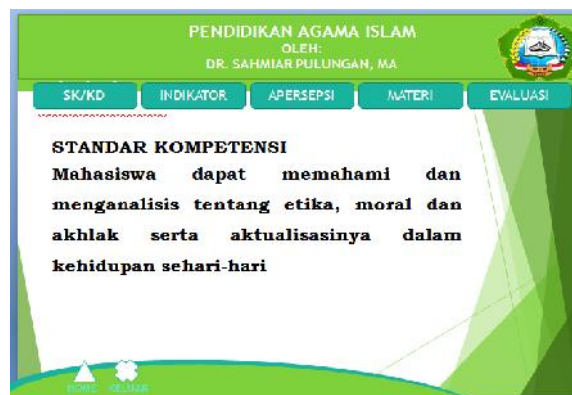 PENDIDIKAN AGAMA ISLAM
OLEH:
DR. SAHMIAR PULUNGAN, MA
SK/KD INDIKATOR APERSEPSI MATERI EVALUASI
STANDAR KOMPETENSI
Mahasiswa dapat memahami dan
menganalisis tentang etika, moral dan
akhlak serta aktualisasinya dalam
kehidupan sehari-hari
HOME KELUAR